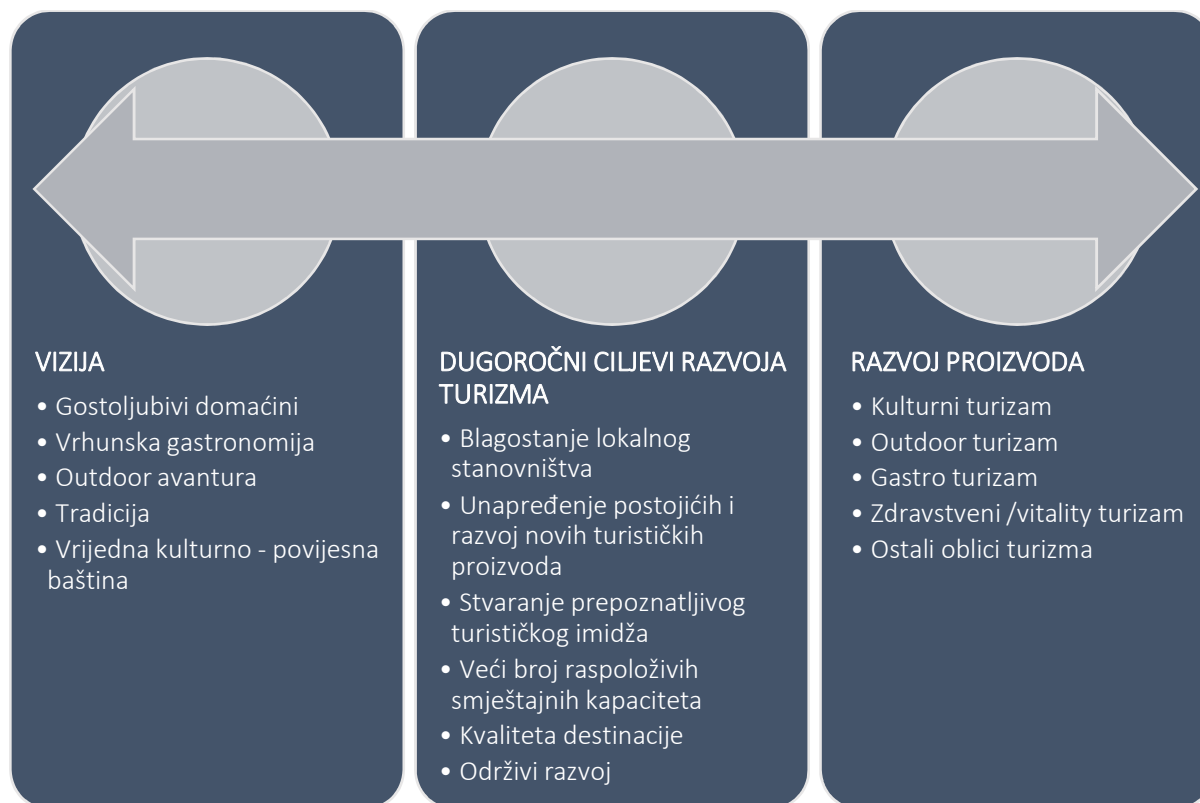 VIZIJA
• Gostoljubivi domaćini
• Vrhunska gastronomija
• Outdoor avantura
• Tradicija
• Vrijedna kulturno - povijesna
baština
DUGOROČNI CILJEVI RAZVOJA
TURIZMA
• Blagostanje lokalnog
stanovništva
• Unapređenje postojićih i
razvoj novih turističkih
proizvoda
• Stvaranje prepoznatljivog
turističkog imidža
• Veći broj raspoloživih
smještajnih kapaciteta
• Kvaliteta destinacije
• Održivi razvoj
RAZVOJ PROIZVODA
• Kulturni turizam
• Outdoor turizam
• Gastro turizam
• Zdravstveni /vitality turizam
• Ostali oblici turizma